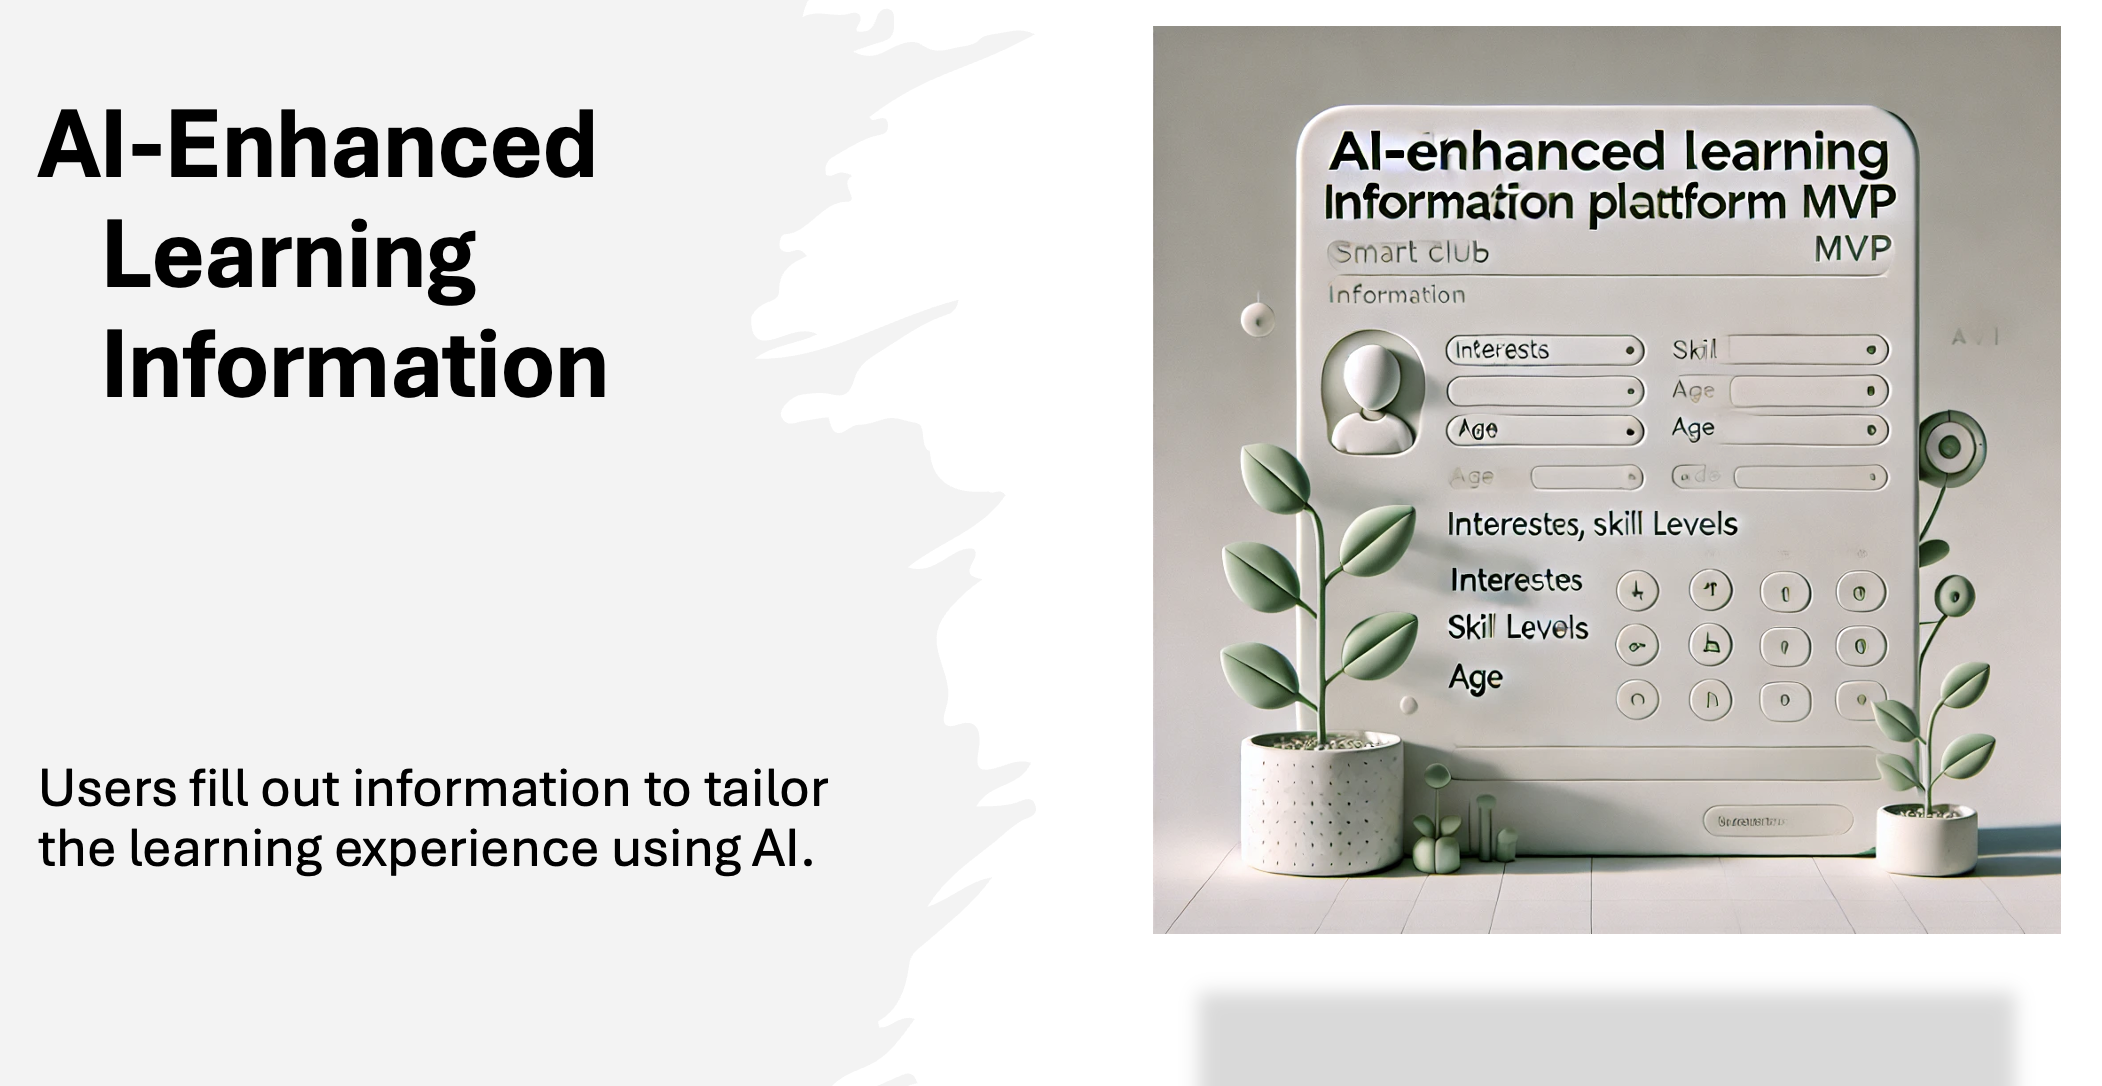 AI-Enhanced
Learning
Information
Users fill out information to tailor
the learning experience using AI.
AI-enhanced learning
Information plattform MVP
Smart club MVP
Information
Interests Skil
Age
Age Age
Age
Interestes, skill Levels
Interestes
Skill Levels
Age